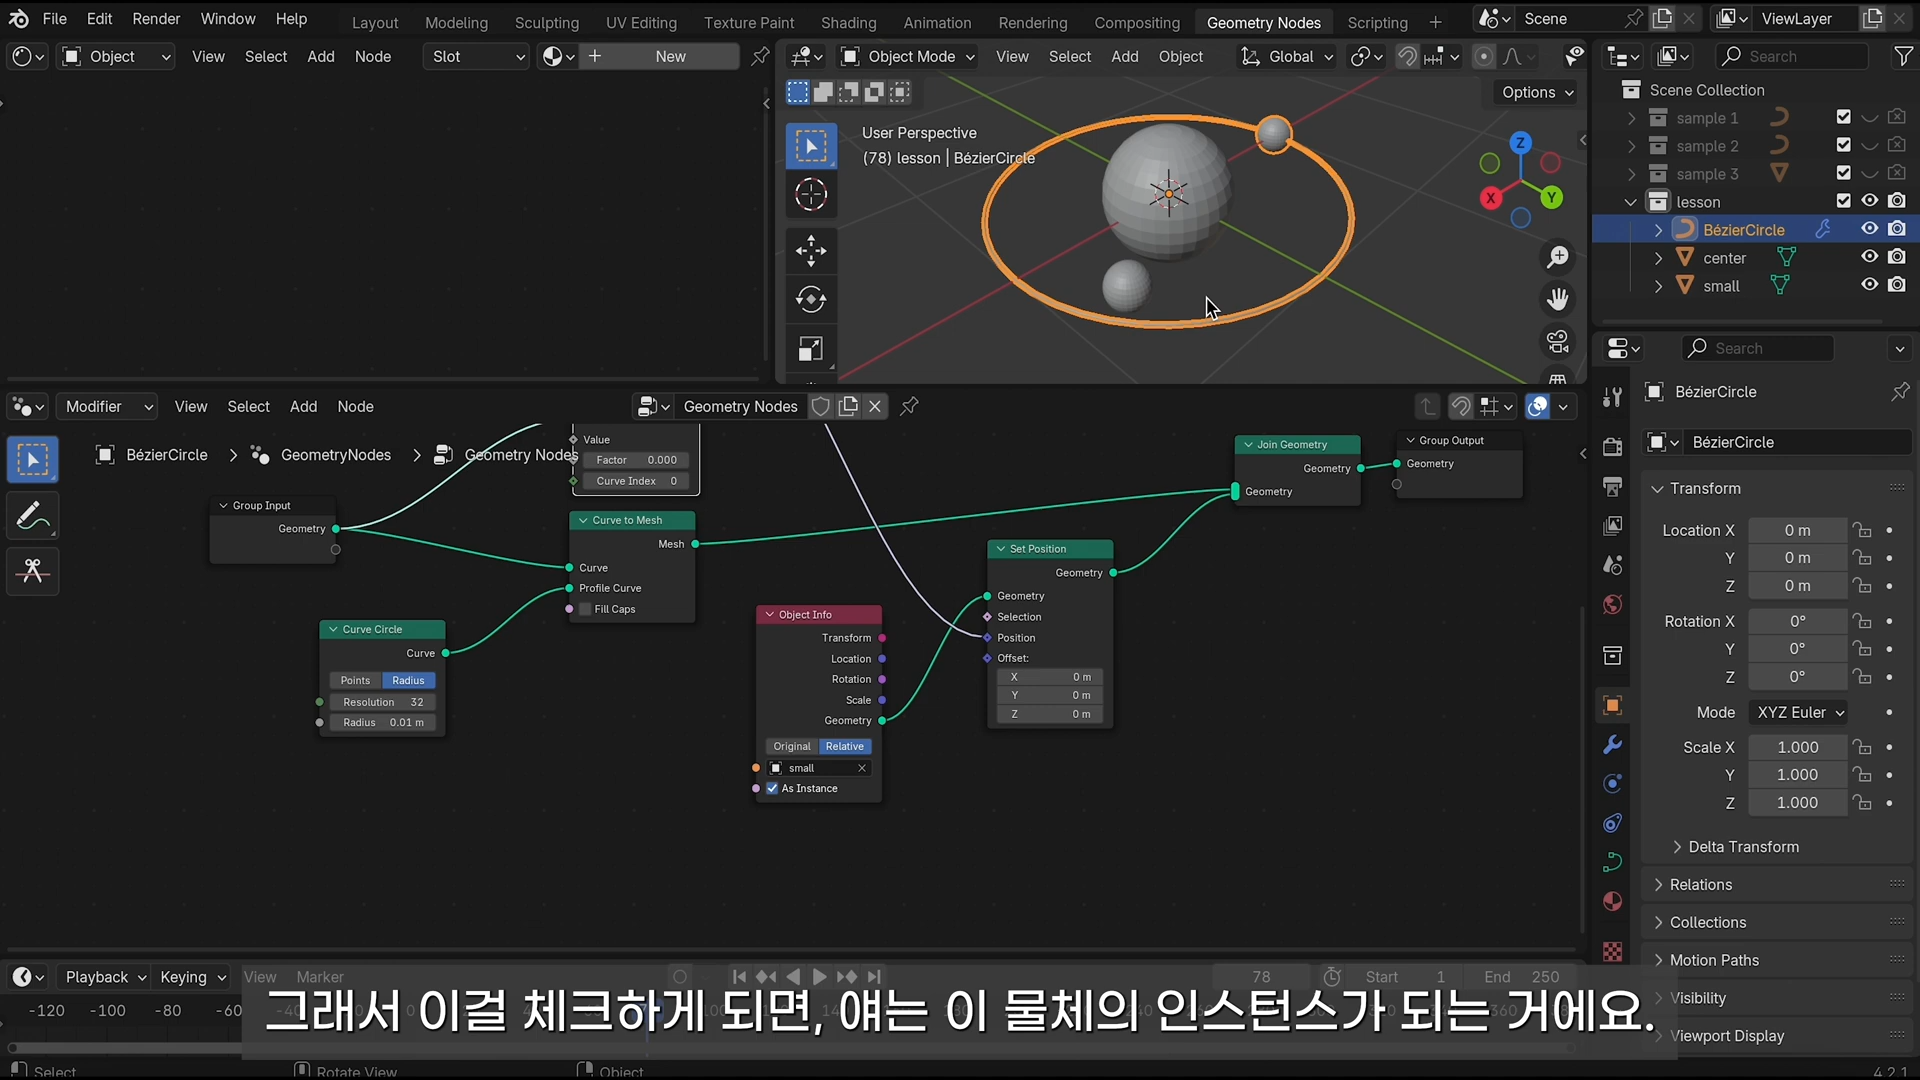 File Edit Render Window Help
Layout Modeling Sculpting UV Editing Texture Paint Shading Animation Rendering Compositing Geometry Nodes Scripting +
Scene
ViewLayer
Object View Select Add Node Slot New
Object Mode View Select Add Object Global
Search
Options
User Perspective
(78) lesson | BézierCircle
Z
X
Y
Scene Collection
sample 1
sample 2
sample 3
lesson
BézierCircle
center
small
Modifier View Select Add Node
Geometry Nodes
BézierCircle > GeometryNodes > Geometry Nodes
Value
Factor 0.000
Curve Index 0
Group Input
Geometry
Curve to Mesh
Mesh
Curve
Profile Curve
Fill Caps
Curve Circle
Curve
Points Radius
Resolution 32
Radius 0.01 m
Object Info
Transform
Location
Rotation
Scale
Geometry
Original Relative
small
As Instance
Set Position
Geometry
Geometry
Selection
Position
Offset:
X 0 m
Y 0 m
Z 0 m
Join Geometry
Geometry
Geometry
Group Output
Geometry
Search
BézierCircle
BézierCircle
Transform
Location X 0 m
Y 0 m
Z 0 m
Rotation X 0°
Y 0°
Z 0°
Mode XYZ Euler
Scale X 1.000
Y 1.000
Z 1.000
Delta Transform
Relations
Collections
Motion Paths
Visibility
Viewport Display
Playback Keying View Marker
78 Start 1 End 250
-120 -100 -80 -60
그래서 이걸 체크하게 되면, 얘는 이 물체의 인스턴스가 되는 거에요.
Select Rotate View Object
4.2.1